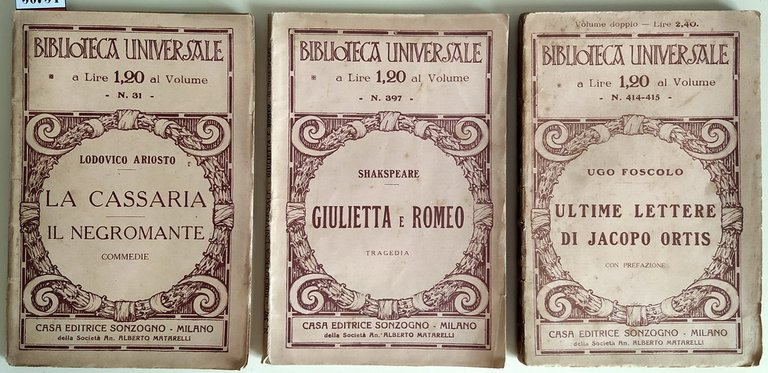 BIBLIOTECA UNIVERSALE
a Lire 1,20 al Volume
- N. 31 -
LODOVICO ARIOSTO
LA CASSARIA
IL NEGROMANTE
COMMEDIE
CASA EDITRICE SONZOGNO - MILANO
della Società An. ALBERTO MATARELLI
BIBLIOTECA UNIVERSALE
a Lire 1,20 al Volume
- N. 397 -
SHAKSPEARE
GIULIETTA E ROMEO
TRAGEDIA
CASA EDITRICE SONZOGNO - MILANO
della Società An. ALBERTO MATARELLI
Volume doppio — Lire 2,40.
BIBLIOTECA UNIVERSALE
a Lire 1,20 al Volume
- N. 414-415 -
UGO FOSCOLO
ULTIME LETTERE
DI JACOPO ORTIS
CON PREFAZIONE
CASA EDITRICE SONZOGNO - MILANO
della Società An. ALBERTO MATARELLI